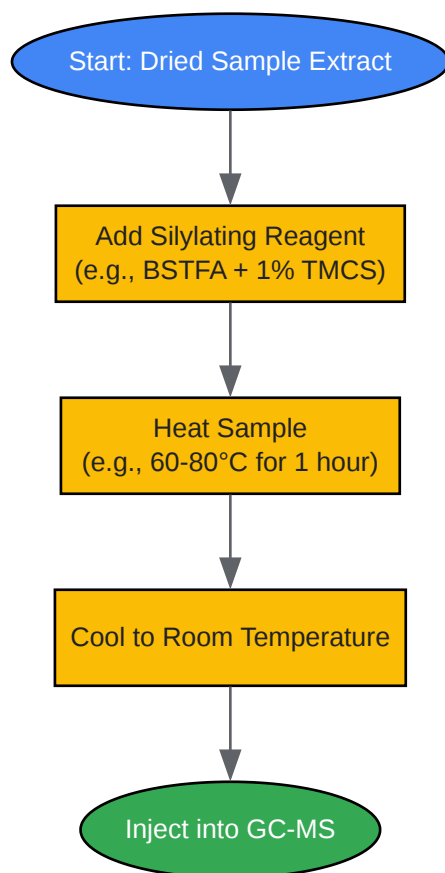 Start: Dried Sample Extract
Add Silylating Reagent
(e.g., BSTFA + 1% TMCS)
Heat Sample
(e.g., 60-80°C for 1 hour)
Cool to Room Temperature
Inject into GC-MS